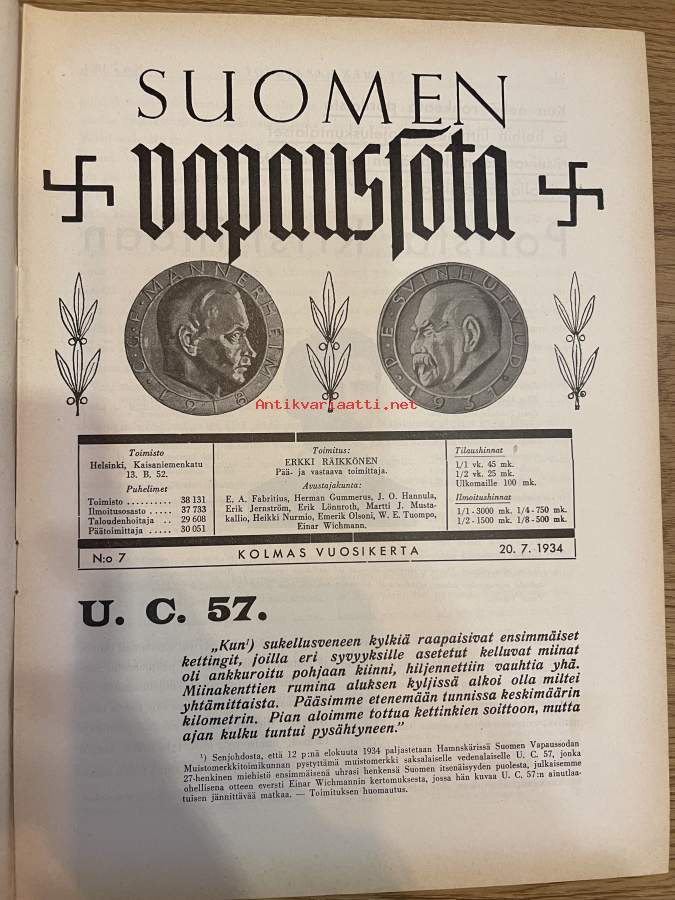 SUOMEN
vapaussota
C·G·E·MANNERHEIM·1918
·P·E·SVINHUFVUD·1931
Antikvariaatti.net
Toimisto
Helsinki, Kaisaniemenkatu
13. B. 52.
Puhelimet
Toimisto .......... 38 131
Ilmoitusosasto ..... 37 733
Taloudenhoitaja .. 29 608
Päätoimittaja ..... 30 051
Toimitus:
ERKKI RÄIKKÖNEN
Pää- ja vastaava toimittaja.
Avustajakunta:
E. A. Fabritius, Herman Gummerus, J. O. Hannula,
Erik Jernström, Erik Lönnroth, Martti J. Musta-
kallio, Heikki Nurmio, Emerik Olsoni, W. E. Tuompo,
Einar Wichmann.
Tilaushinnat
1/1 vk. 45 mk.
1/2 vk. 25 mk.
Ulkomaille 100 mk.
Ilmoitushinnat
1/1-3000 mk. 1/4-750 mk.
1/2-1500 mk. 1/8-500 mk.
N:o 7 KOLMAS VUOSIKERTA 20. 7. 1934
U. C. 57.
„Kun¹) sukellusveneen kylkiä raapaisivat ensimmäiset
kettingit, joilla eri syvyyksille asetetut kelluvat miinat
oli ankkuroitu pohjaan kiinni, hiljennettiin vauhtia yhä.
Miinakenttien rumina aluksen kyljissä alkoi olla miltei
yhtämittaista. Pääsimme etenemään tunnissa keskimäärin
kilometrin. Pian aloimme tottua kettinkien soittoon, mutta
ajan kulku tuntui pysähtyneen.”
¹) Senjohdosta, että 12 p:nä elokuuta 1934 paljastetaan Hamnskärissä Suomen Vapaussodan
Muistomerkkitoimikunnan pystyttämä muistomerkki saksalaiselle vedenalaiselle U. C. 57, jonka
27-henkinen miehistö ensimmäisenä uhrasi henkensä Suomen itsenäisyyden puolesta, julkaisemme
ohellisena otteen eversti Einar Wichmannin kertomuksesta, jossa hän kuvaa U. C. 57:n ainutlaa-
tuisen jännittävää matkaa. — Toimituksen huomautus.